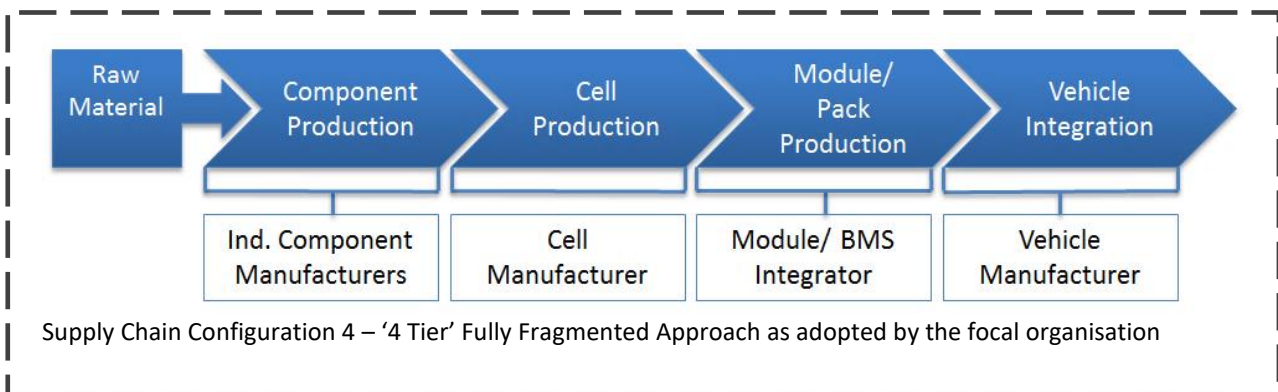 Raw
Material
Component
Production
Cell
Production
Module/
Pack
Production
Vehicle
Integration
Ind. Component
Manufacturers
Cell
Manufacturer
Module/ BMS
Integrator
Vehicle
Manufacturer
Supply Chain Configuration 4 – ‘4 Tier’ Fully Fragmented Approach as adopted by the focal organisation